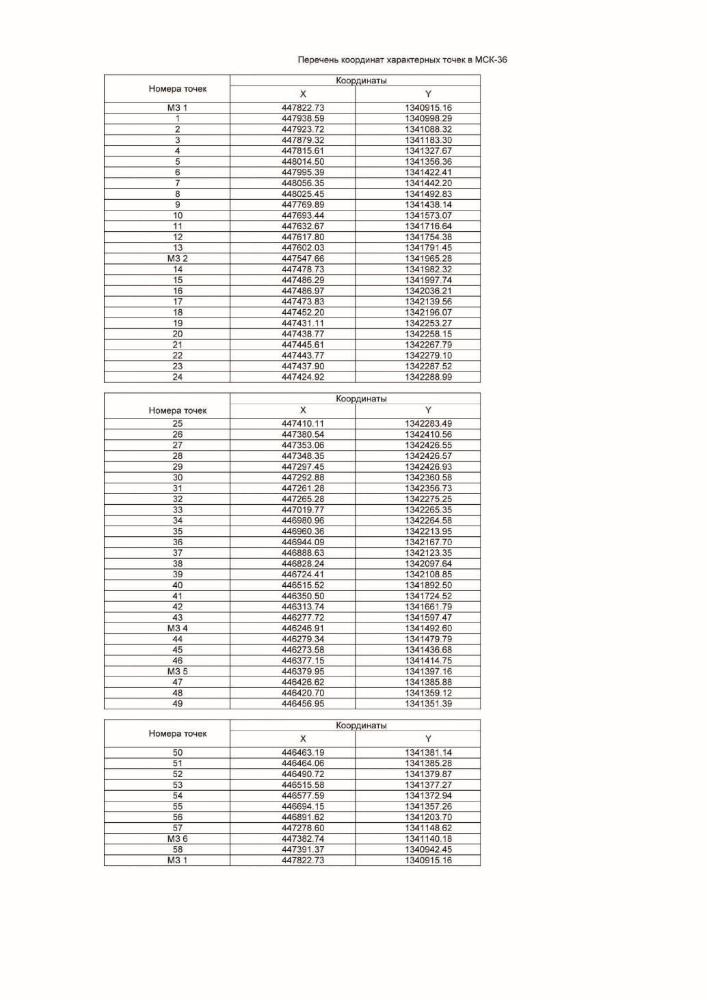 Перечень координат характерных точек в МСК-36
Номера точек Координаты
X Y
МЗ 1 447822.73 1340915.16
1 447938.59 1340998.29
2 447923.72 1341088.32
3 447879.32 1341183.30
4 447815.61 1341327.67
5 448014.50 1341356.36
6 447995.39 1341422.41
7 448056.35 1341442.20
8 448025.45 1341492.83
9 447769.89 1341438.14
10 447693.44 1341573.07
11 447632.67 1341716.64
12 447617.80 1341754.38
13 447602.03 1341791.45
МЗ 2 447547.66 1341965.28
14 447478.73 1341982.32
15 447486.29 1341997.74
16 447486.97 1342036.21
17 447473.83 1342139.56
18 447452.20 1342196.07
19 447431.11 1342253.27
20 447438.77 1342258.15
21 447445.61 1342267.79
22 447443.77 1342279.10
23 447437.90 1342287.52
24 447424.92 1342288.99
Номера точек Координаты
X Y
25 447410.11 1342283.49
26 447380.54 1342410.56
27 447353.06 1342426.55
28 447348.35 1342426.57
29 447297.45 1342426.93
30 447292.88 1342360.58
31 447261.28 1342356.73
32 447265.28 1342275.25
33 447019.77 1342265.35
34 446980.96 1342264.58
35 446960.36 1342213.95
36 446944.09 1342167.70
37 446888.63 1342123.35
38 446828.24 1342097.64
39 446724.41 1342108.85
40 446515.52 1341892.50
41 446350.50 1341724.52
42 446313.74 1341661.79
43 446277.72 1341597.47
МЗ 4 446246.91 1341492.60
44 446279.34 1341479.79
45 446273.58 1341436.68
46 446377.15 1341414.75
МЗ 5 446379.95 1341397.16
47 446426.62 1341385.88
48 446420.70 1341359.12
49 446456.95 1341351.39
Номера точек Координаты
X Y
50 446463.19 1341381.14
51 446464.06 1341385.28
52 446490.72 1341379.87
53 446515.58 1341377.27
54 446577.59 1341372.94
55 446694.15 1341357.26
56 446891.62 1341203.70
57 447278.60 1341148.62
МЗ 6 447382.74 1341140.18
58 447391.37 1340942.45
МЗ 1 447822.73 1340915.16